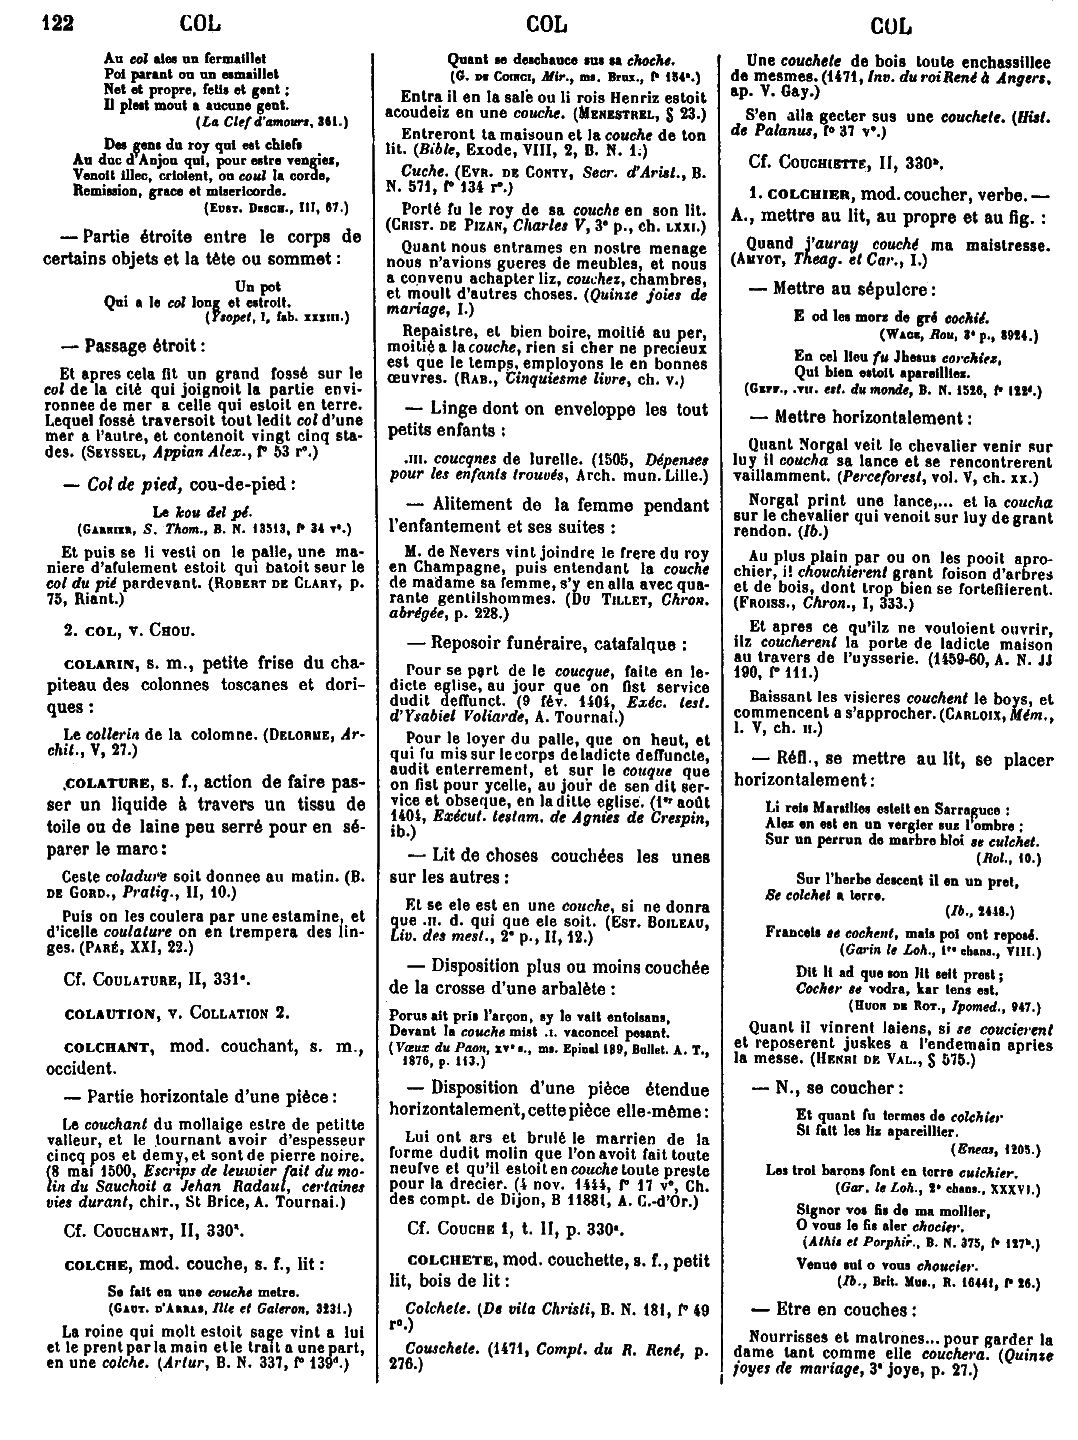 122 COL COL COL
Au col aies un fermaillet
Poi parant ou un esmaillet
Net et propre, fetis et gent ;
Il plest mout a aucune gent.
(La Clef d'amours, 361.)
Des gens du roy qui est chiefs
Au duc d'Anjou qui, pour estre vengies,
Venoit illec, crioient, ou coul la corde,
Remission, grace et misericorde.
(EUST. DESCH., III, 67.)
— Partie étroite entre le corps de
certains objets et la tête ou sommet :
Un pot
Qui a le col long et estroit.
(Ysopet, I, fab. XXXIII.)
— Passage étroit :
Et apres cela fit un grand fossé sur le
col de la cité qui joignoit la partie envi-
ronnee de mer a celle qui estoit en terre.
Lequel fossé traversoit tout ledit col d'une
mer a l'autre, et contenoit vingt cinq sta-
des. (SEYSSEL, Appian Alex., f° 53 r°.)
— Col de pied, cou-de-pied :
Le kou del pé.
(GARNIER, S. Thom., B. N. 13513, f° 34 v°.)
Et puis se li vesti on le palle, une ma-
niere d'afulement estoit qui batoit seur le
col du pié pardevant. (ROBERT DE CLARY, p.
75, Riant.)
2. COL, v. CHOU.
COLARIN, s. m., petite frise du cha-
piteau des colonnes toscanes et dori-
ques :
Le collerin de la colomne. (DELORME, Ar-
chit., V, 27.)
COLATURE, s. f., action de faire pas-
ser un liquide à travers un tissu de
toile ou de laine peu serré pour en sé-
parer le marc :
Ceste coladure soit donnee au matin. (B.
DE GORD., Pratiq., II, 10.)
Puis on les coulera par une estamine, et
d'icelle coulature on en trempera des lin-
ges. (PARÉ, XXI, 22.)
Cf. COULATURE, II, 331ᶜ.
COLAUTION, v. COLLATION 2.
COLCHANT, mod. couchant, s. m.,
occident.
— Partie horizontale d'une pièce :
Le couchant du mollaige estre de petitte
valleur, et le tournant avoir d'espesseur
cincq pos et demy, et sont de pierre noire.
(8 mai 1500, Escrips de leuwier fait du mo-
lin du Sauchoit a Jehan Radaut, certaines
vies durant, chir., St Brice, A. Tournai.)
Cf. COUCHANT, II, 330ᵃ.
COLCHE, mod. couche, s. f., lit :
Se fait en une couche metre.
(GAUT. D'ARRAS, Ille et Galeron, 3231.)
La roine qui molt estoit sage vint a lui
et le prent par la main et le trait a une part,
en une colche. (Artur, B. N. 337, f° 139ᵈ.)
Quant se deschauce sus sa choche.
(G. DE COINCI, Mir., ms. Brux., f° 154ᵃ.)
Entra il en la sale ou li rois Henriz estoit
acoudeiz en une couche. (MENESTREL, § 23.)
Entreront ta maisoun et la couche de ton
lit. (Bible, Exode, VIII, 2, B. N. 1.)
Cuche. (EVR. DE CONTY, Secr. d'Arist., B.
N. 571, f° 134 r°.)
Porté fu le roy de sa couche en son lit.
(CRIST. DE PIZAN, Charles V, 3ᵉ p., ch. LXXI.)
Quant nous entrames en nostre menage
nous n'avions gueres de meubles, et nous
a convenu achapter liz, couchez, chambres,
et moult d'autres choses. (Quinze joies de
mariage, I.)
Repaistre, et bien boire, moitié au per,
moitié a la couche, rien si cher ne precieux
est que le temps, employons le en bonnes
œuvres. (RAB., Cinquiesme livre, ch. V.)
— Linge dont on enveloppe les tout
petits enfants :
.III. coucqnes de lurelle. (1505, Dépenses
pour les enfants trouvés, Arch. mun. Lille.)
— Alitement de la femme pendant
l'enfantement et ses suites :
M. de Nevers vint joindre le frere du roy
en Champagne, puis entendant la couche
de madame sa femme, s'y en alla avec qua-
rante gentilshommes. (DU TILLET, Chron.
abrégée, p. 228.)
— Reposoir funéraire, catafalque :
Pour se part de le coucque, faite en le-
dicte eglise, au jour que on fist service
dudit deffunct. (9 fév. 1401, Exéc. test.
d'Ysabiel Voliarde, A. Tournai.)
Pour le loyer du palle, que on heut, et
qui fu mis sur le corps de ladicte deffuncte,
audit enterrement, et sur le couque que
on fist pour ycelle, au jour de sen dit ser-
vice et obseque, en laditte eglise. (1ᵉʳ août
1401, Exécut. testam. de Agniès de Crespin,
ib.)
— Lit de choses couchées les unes
sur les autres :
Et se ele est en une couche, si ne donra
que .II. d. qui que ele soit. (EST. BOILEAU,
Liv. des mest., 2ᵉ p., II, 12.)
— Disposition plus ou moins couchée
de la crosse d'une arbalète :
Porus ait pris l'arçon, sy le vait entoisans,
Devant la couche mist .I. vaconcel pesant.
(Vœux du Paon, XVᵉ s., ms. Epinal 189, Bullet. A. T.,
1876, p. 113.)
— Disposition d'une pièce étendue
horizontalement, cette pièce elle-même :
Lui ont ars et brulé le marrien de la
forme dudit molin que l'on avoit fait toute
neufve et qu'il estoit en couche toute preste
pour la drecier. (4 nov. 1444, f° 17 v°, Ch.
des compt. de Dijon, B 11881, A. C.-d'Or.)
Cf. COUCHE 1, t. II, p. 330ᵃ.
COLCHETE, mod. couchette, s. f., petit
lit, bois de lit :
Colchete. (De vita Christi, B. N. 181, f° 49
r°.)
Couschete. (1471, Compt. du R. René, p.
276.)
Une couchete de bois toute enchassillee
de mesmes. (1471, Inv. du roi René à Angers,
ap. V. Gay.)
S'en alla gecter sus une couchete. (Hist.
de Palanus, f° 37 v°.)
Cf. COUCHIETTE, II, 330ᵇ.
1. COLCHIER, mod. coucher, verbe. —
A., mettre au lit, au propre et au fig. :
Quand j'auray couché ma maistresse.
(AMYOT, Theag. et Car., I.)
— Mettre au sépulcre :
E od les morz de gré cochié.
(WACE, Rou, 3ᵉ p., 8924.)
En cel lieu fu Jhesus corchiez,
Qui bien estoit apareilliez.
(GEFF., .VII. est. du monde, B. N. 1526, f° 122ᵈ.)
— Mettre horizontalement :
Quant Norgal veit le chevalier venir sur
luy il coucha sa lance et se rencontrerent
vaillamment. (Perceforest, vol. V, ch. XX.)
Norgal print une lance,... et la coucha
sur le chevalier qui venoit sur luy de grant
rendon. (Ib.)
Au plus plain par ou on les pooit apro-
chier, il chouchierent grant foison d'arbres
et de bois, dont trop bien se fortefiierent.
(FROISS., Chron., I, 333.)
Et apres ce qu'ilz ne vouloient ouvrir,
ilz coucherent la porte de ladicte maison
au travers de l'uysserie. (1459-60, A. N. JJ
190, f° 111.)
Baissant les visieres couchent le boys, et
commencent a s'approcher. (CARLOIX, Mém.,
l. V, ch. II.)
— Réfl., se mettre au lit, se placer
horizontalement :
Li reis Marsilies esteit en Sarraguce :
Alez en est en un vergier suz l'ombre ;
Sur un perrun de marbre bloi se culchet.
(Rol., 10.)
Sur l'herbe descent il en un pret,
Se colchet a terre.
(Ib., 2448.)
Franceis se cochent, mais poi ont reposé.
(Garin le Loh., 1ʳᵉ chans., VIII.)
Dit li ad que son lit seit prest ;
Cocher se vodra, kar tens est.
(HUON DE ROT., Ipomed., 947.)
Quant il vinrent laiens, si se coucierent
et reposerent juskes a l'endemain apries
la messe. (HENRI DE VAL., § 575.)
— N., se coucher :
Et quant fu termes de colchier
Si fait les liz apareillier.
(Eneas, 1205.)
Les troi barons font en terre cuichier.
(Gar. le Loh., 2ᵉ chans., XXXVI.)
Signor vos fis de ma mollier,
O vous le fis aler chocier.
(Athis et Porphir., B. N. 375, f° 127ᵇ.)
Venue sui o vous choucier.
(Ib., Brit. Mus., R. 16441, f° 26.)
— Etre en couches :
Nourrisses et matrones... pour garder la
dame tant comme elle couchera. (Quinze
joyes de mariage, 3ᵉ joye, p. 27.)